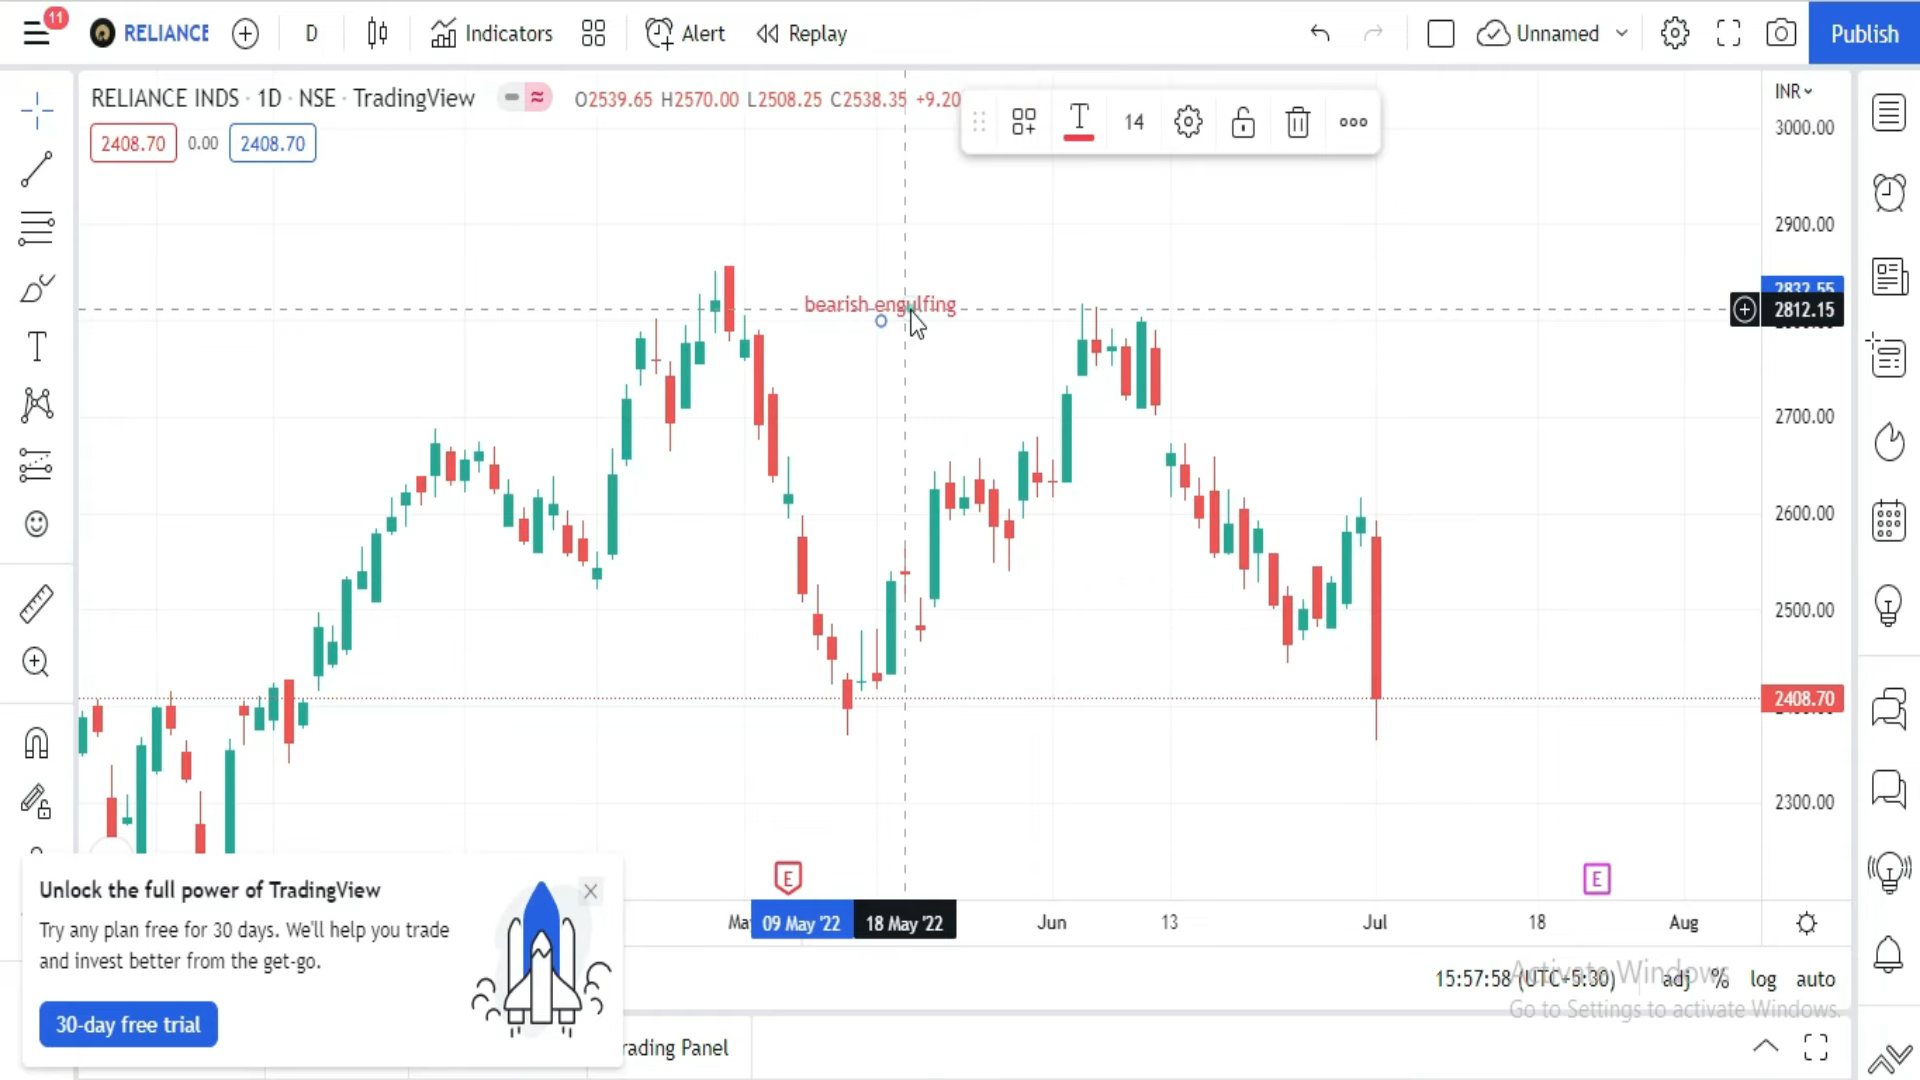 11
RELIANCE
D
Indicators
Alert
Replay
Unnamed
Publish
RELIANCE INDS · 1D · NSE · TradingView
O2539.65 H2570.00 L2508.25 C2538.35 +9.20
INR
2408.70 0.00 2408.70
T
14
3000.00
2900.00
bearish engulfing
2832.55
2812.15
2700.00
2600.00
2500.00
2408.70
2300.00
E
E
09 May '22
18 May '22
Jun
13
Jul
18
Aug
Unlock the full power of TradingView
Try any plan free for 30 days. We'll help you trade
and invest better from the get-go.
30-day free trial
15:57:58 (UTC+5:30)
adj
%
log
auto
Activate Windows
Go to Settings to activate Windows.
rading Panel